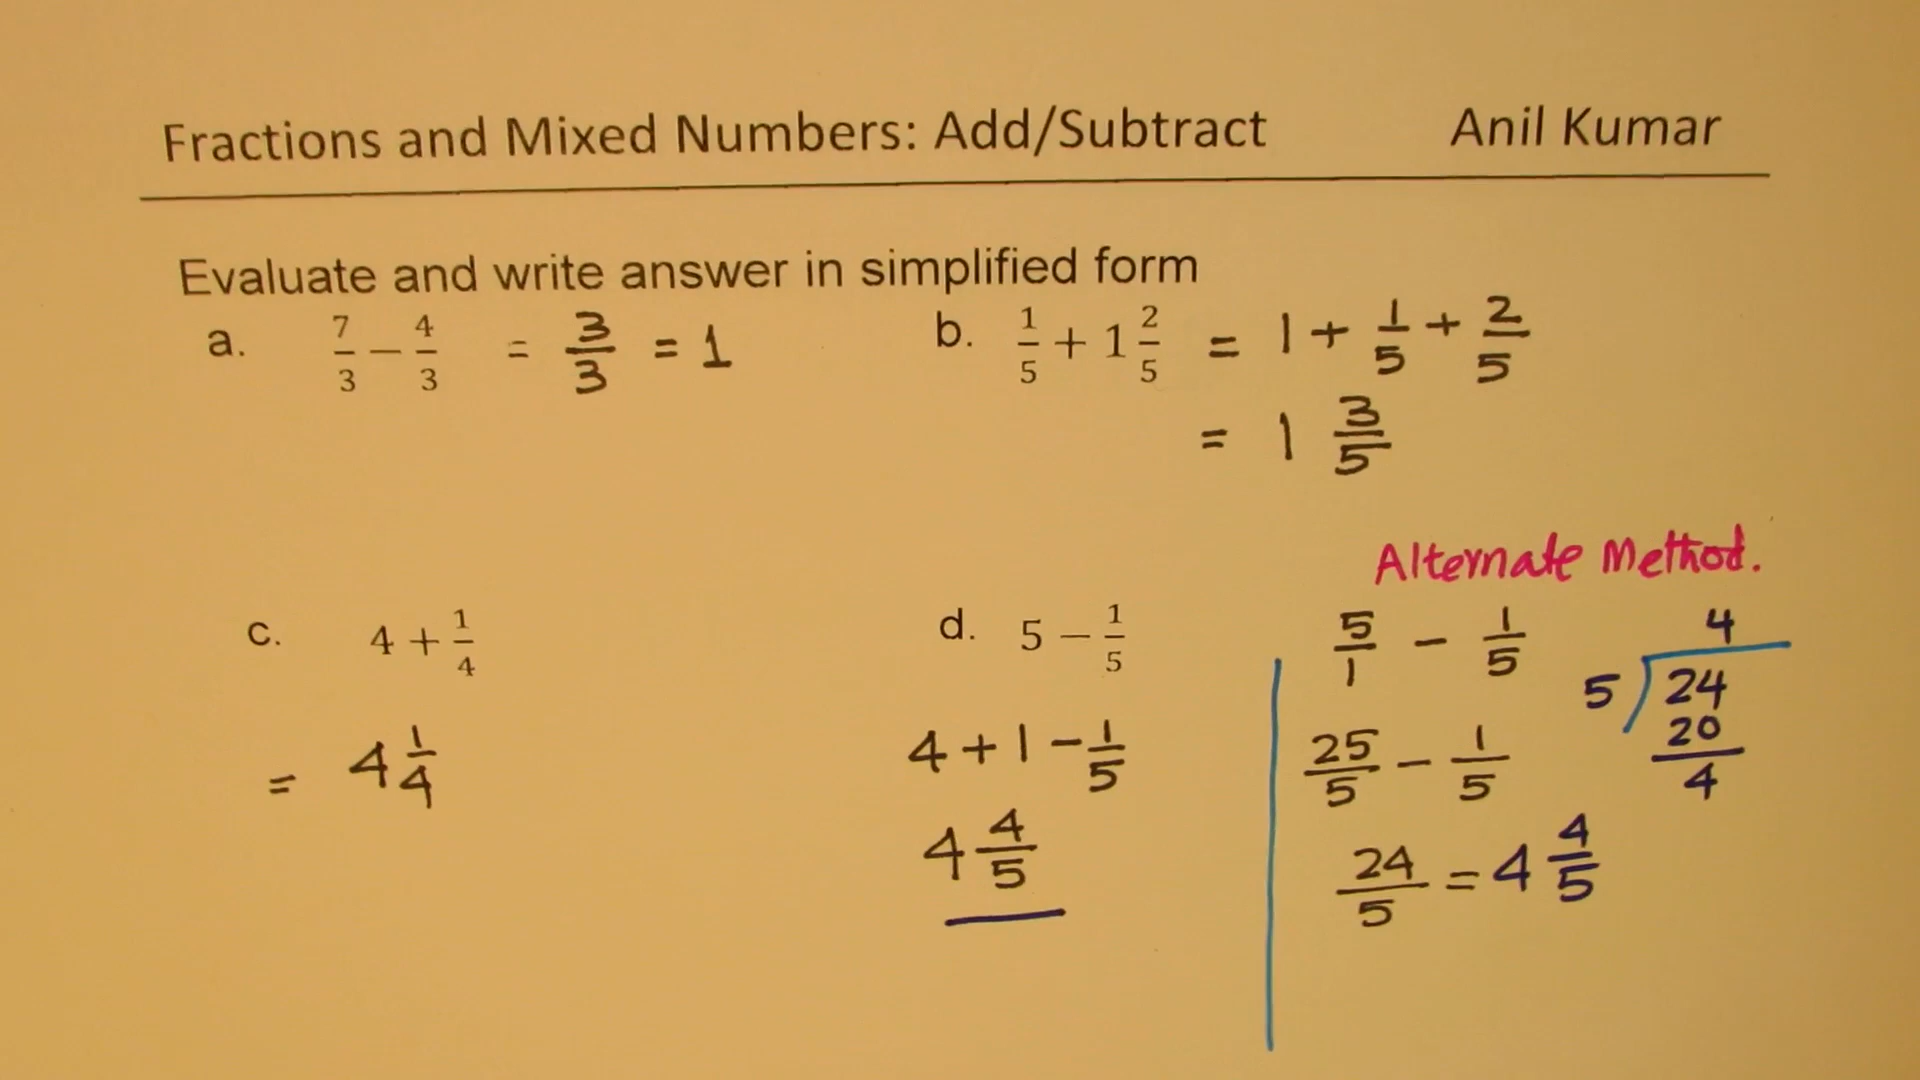 Fractions and Mixed Numbers: Add/Subtract Anil Kumar
Evaluate and write answer in simplified form
a. 7/3 − 4/3 = 3/3 = 1
b. 1/5 + 1 2/5 = 1 + 1/5 + 2/5
= 1 3/5
c. 4 + 1/4
= 4 1/4
d. 5 − 1/5
4 + 1 − 1/5
4 4/5
Alternate Method.
5/1 − 1/5
25/5 − 1/5
24/5 = 4 4/5
4
5 24
20
4